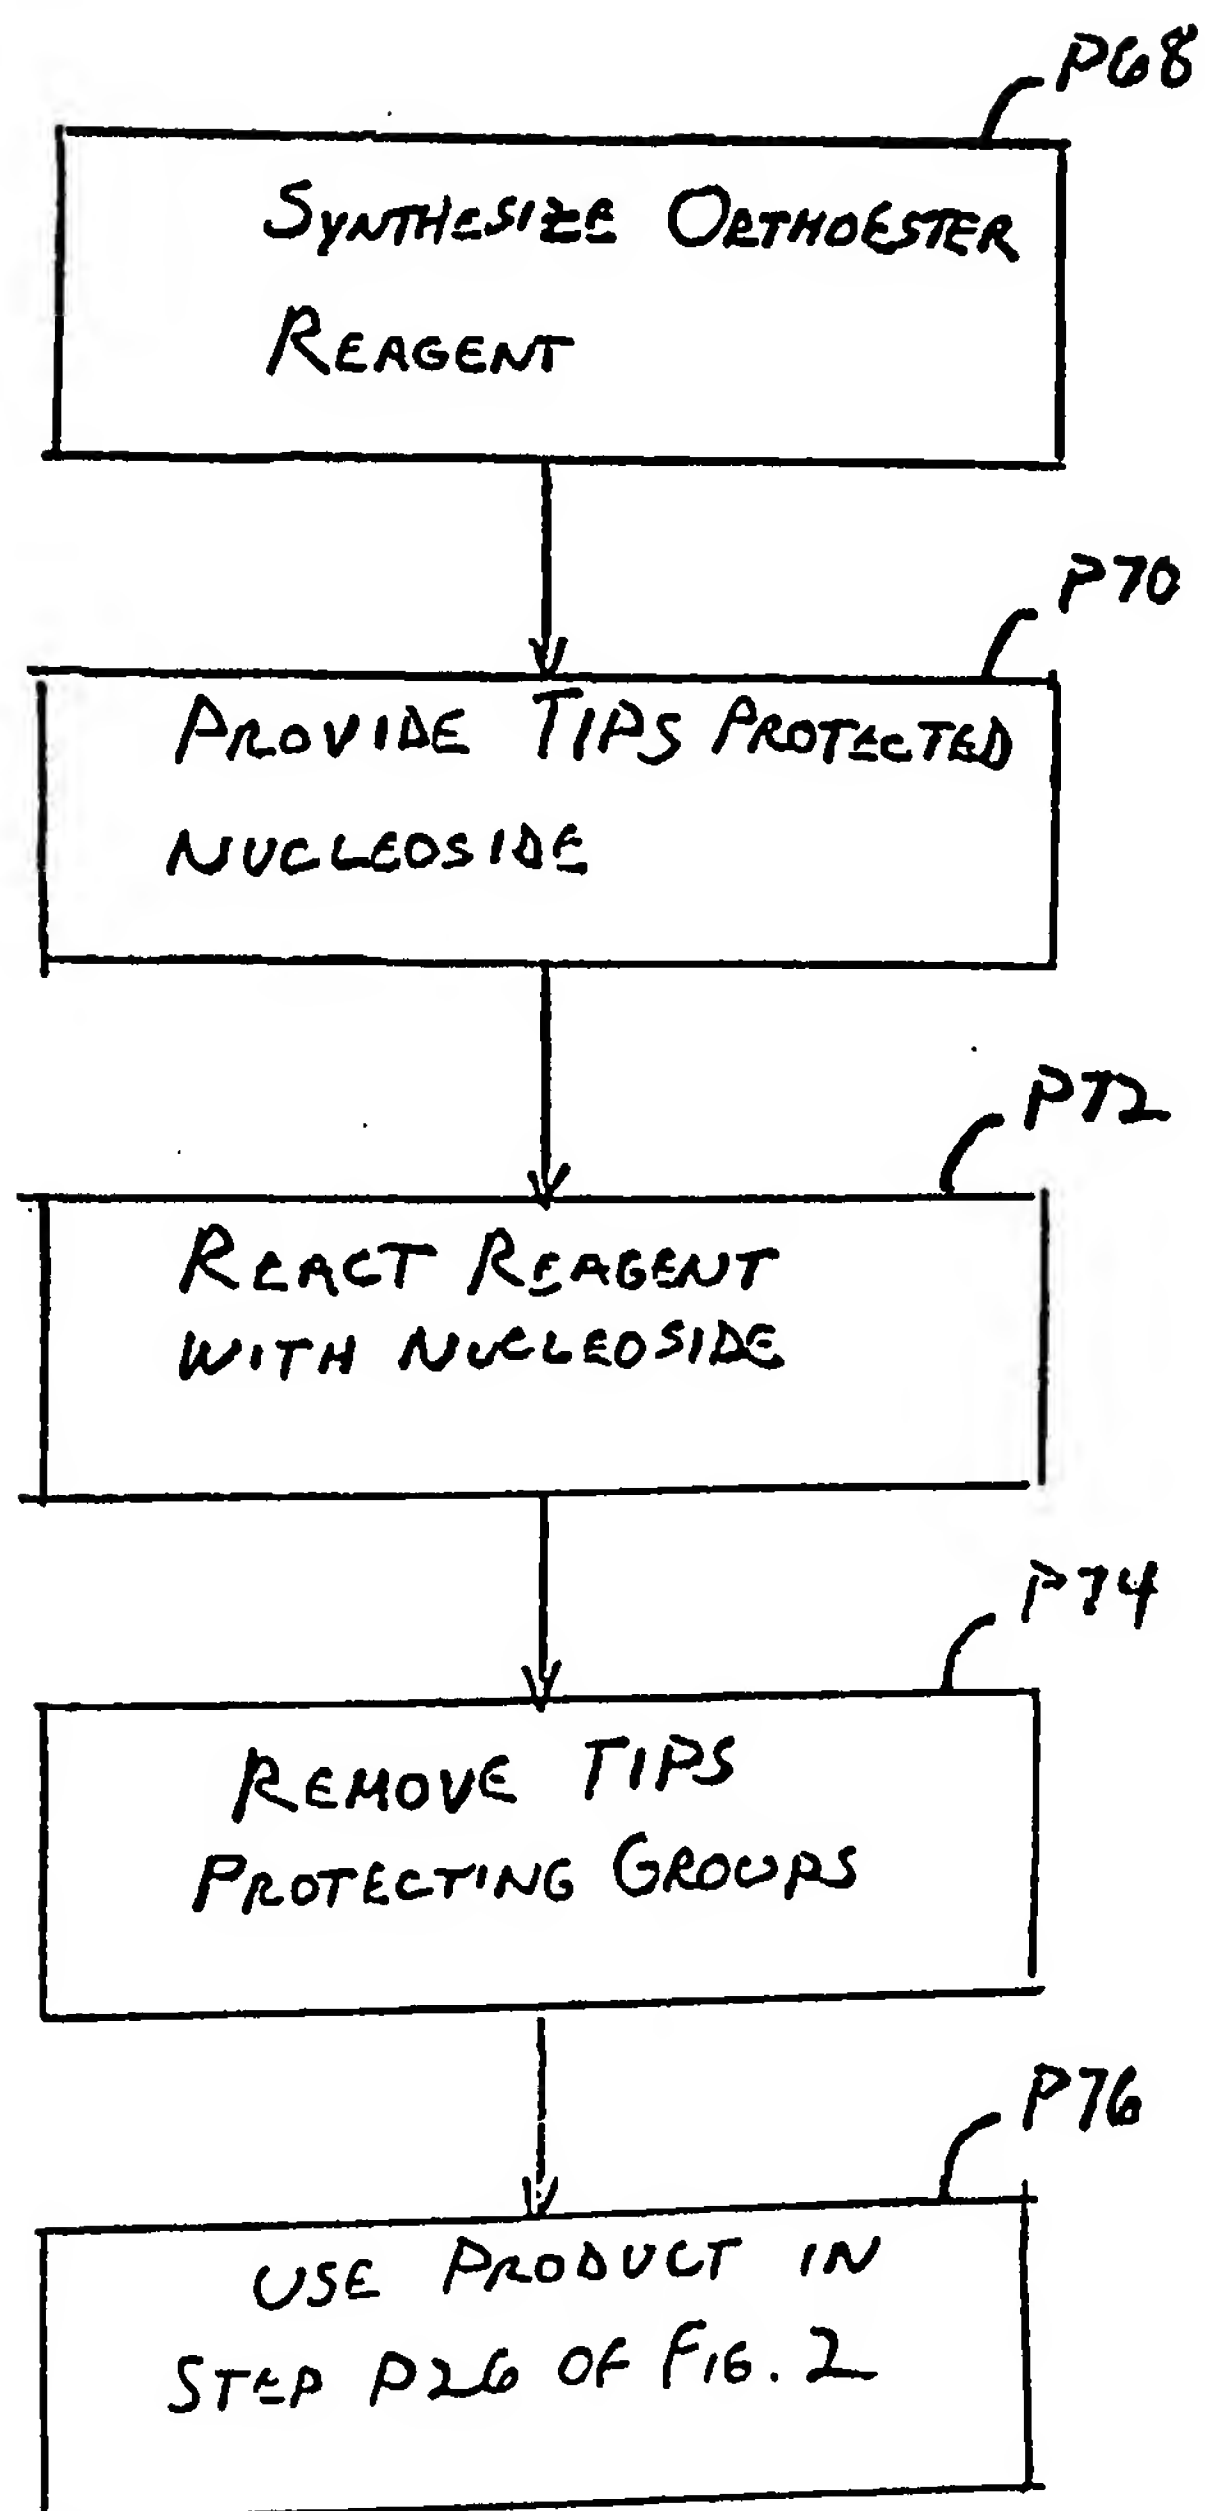 P68
SYNTHESIZE ORTHOESTER
REAGENT
P70
PROVIDE TIPS PROTECTED
NUCLEOSIDE
P72
REACT REAGENT
WITH NUCLEOSIDE
P74
REMOVE TIPS
PROTECTING GROUPS
P76
USE PRODUCT IN
STEP P26 OF FIG. 2